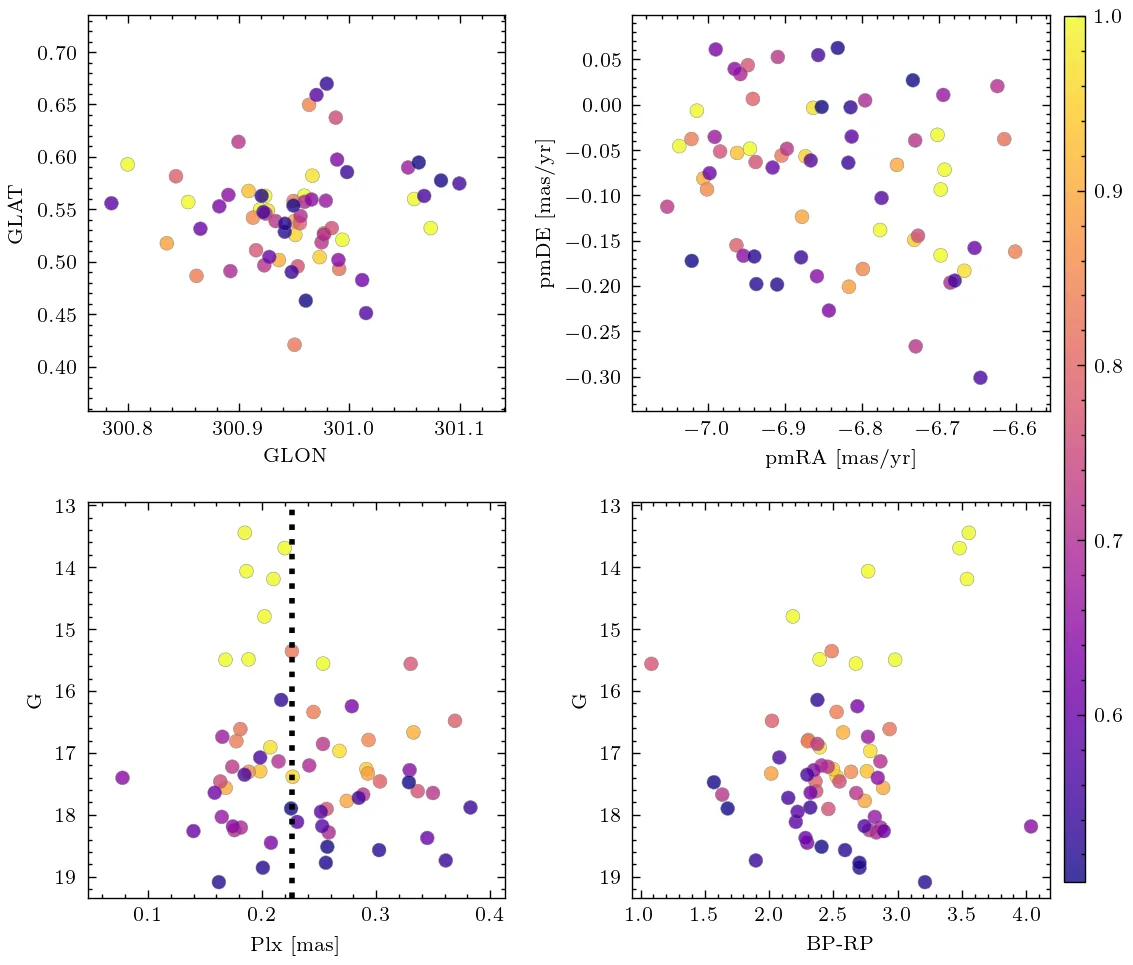 0.70
0.65
0.60
0.55
0.50
0.45
0.40
GLAT
300.8 300.9 301.0 301.1
GLON
0.05
0.00
−0.05
−0.10
−0.15
−0.20
−0.25
−0.30
pmDE [mas/yr]
−7.0 −6.9 −6.8 −6.7 −6.6
pmRA [mas/yr]
1.0
0.9
0.8
0.7
0.6
13
14
15
16
17
18
19
G
0.1 0.2 0.3 0.4
Plx [mas]
13
14
15
16
17
18
19
G
1.0 1.5 2.0 2.5 3.0 3.5 4.0
BP-RP